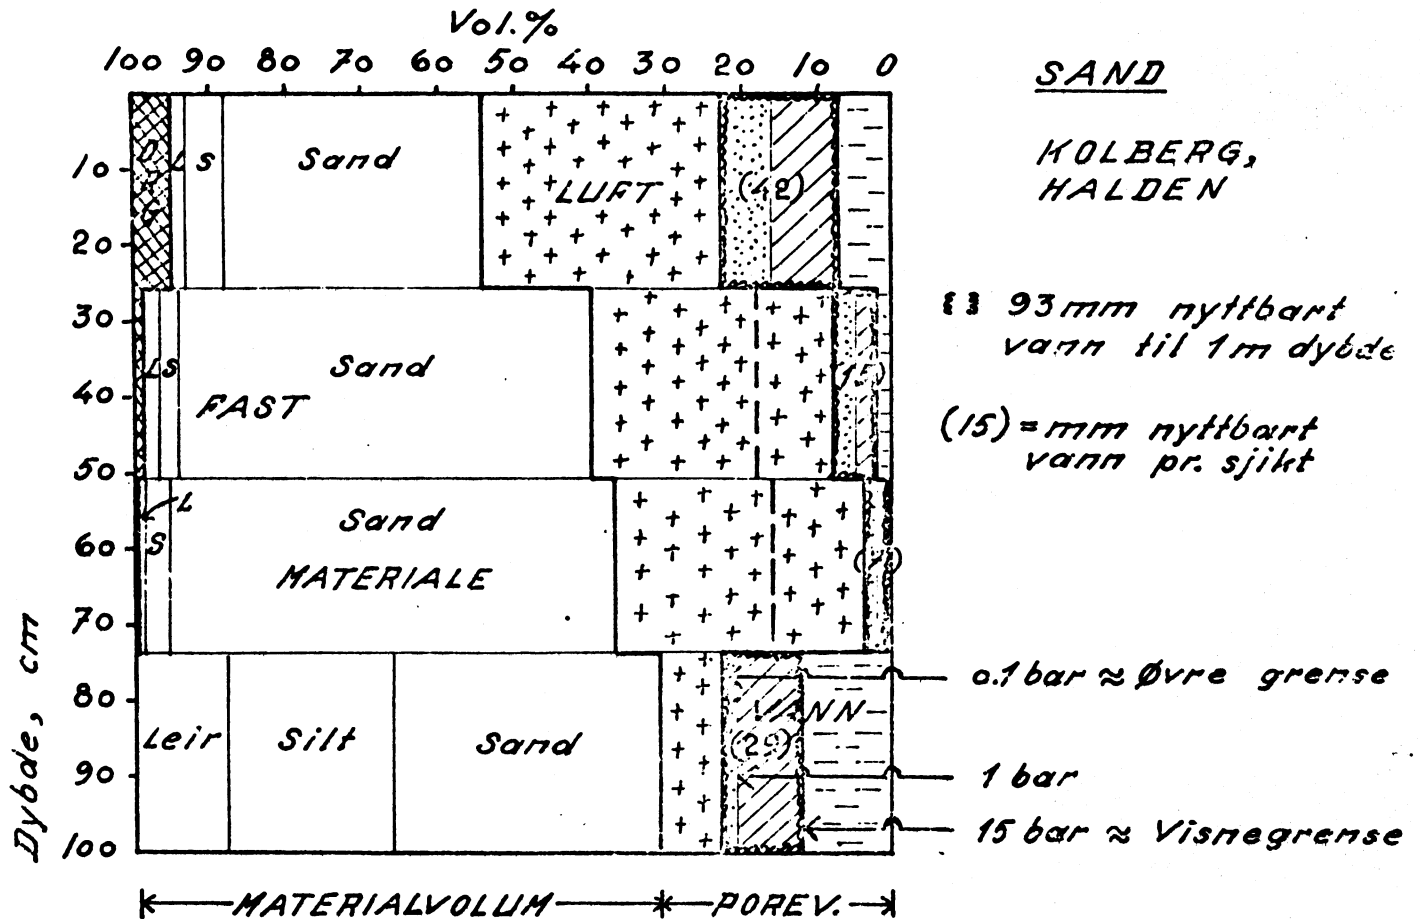 Vol.%
100 90 80 70 60 50 40 30 20 10 0
SAND
KOLBERG,
HALDEN
10
20
30
40
50
60
70
80
90
100
Dybde, cm
L S Sand
LUFT
(42)
LS Sand
FAST
L
S
Sand
MATERIALE
Leir Silt Sand
(29)
≈ 93mm nyttbart
vann til 1m dybde
(15) = mm nyttbart
vann pr. sjikt
0.1 bar ≈ Øvre grense
1 bar
15 bar ≈ Visnegrense
MATERIALVOLUM POREV.